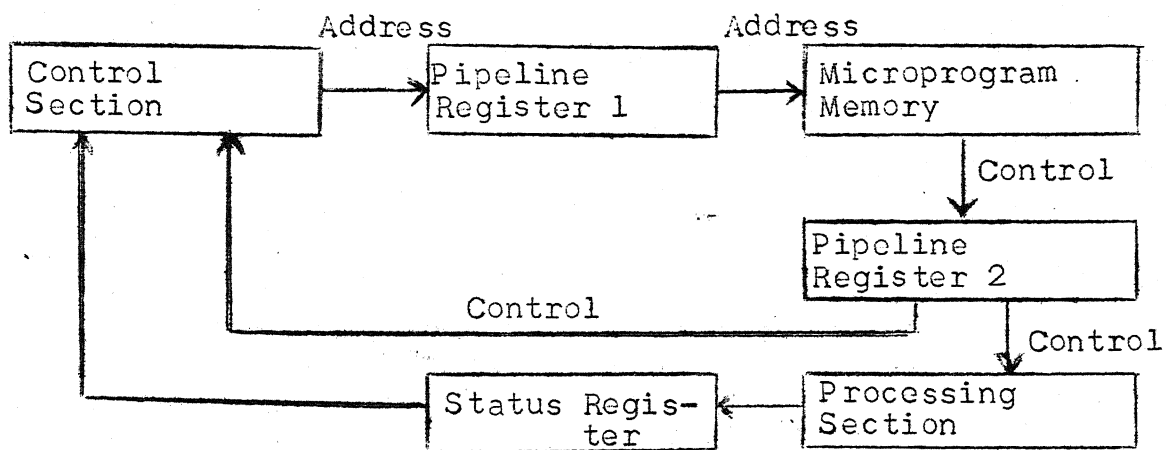 Address
Address
Control
Section
Pipeline
Register 1
Microprogram
Memory
Control
Pipeline
Register 2
Control
Control
Status Regis-
ter
Processing
Section